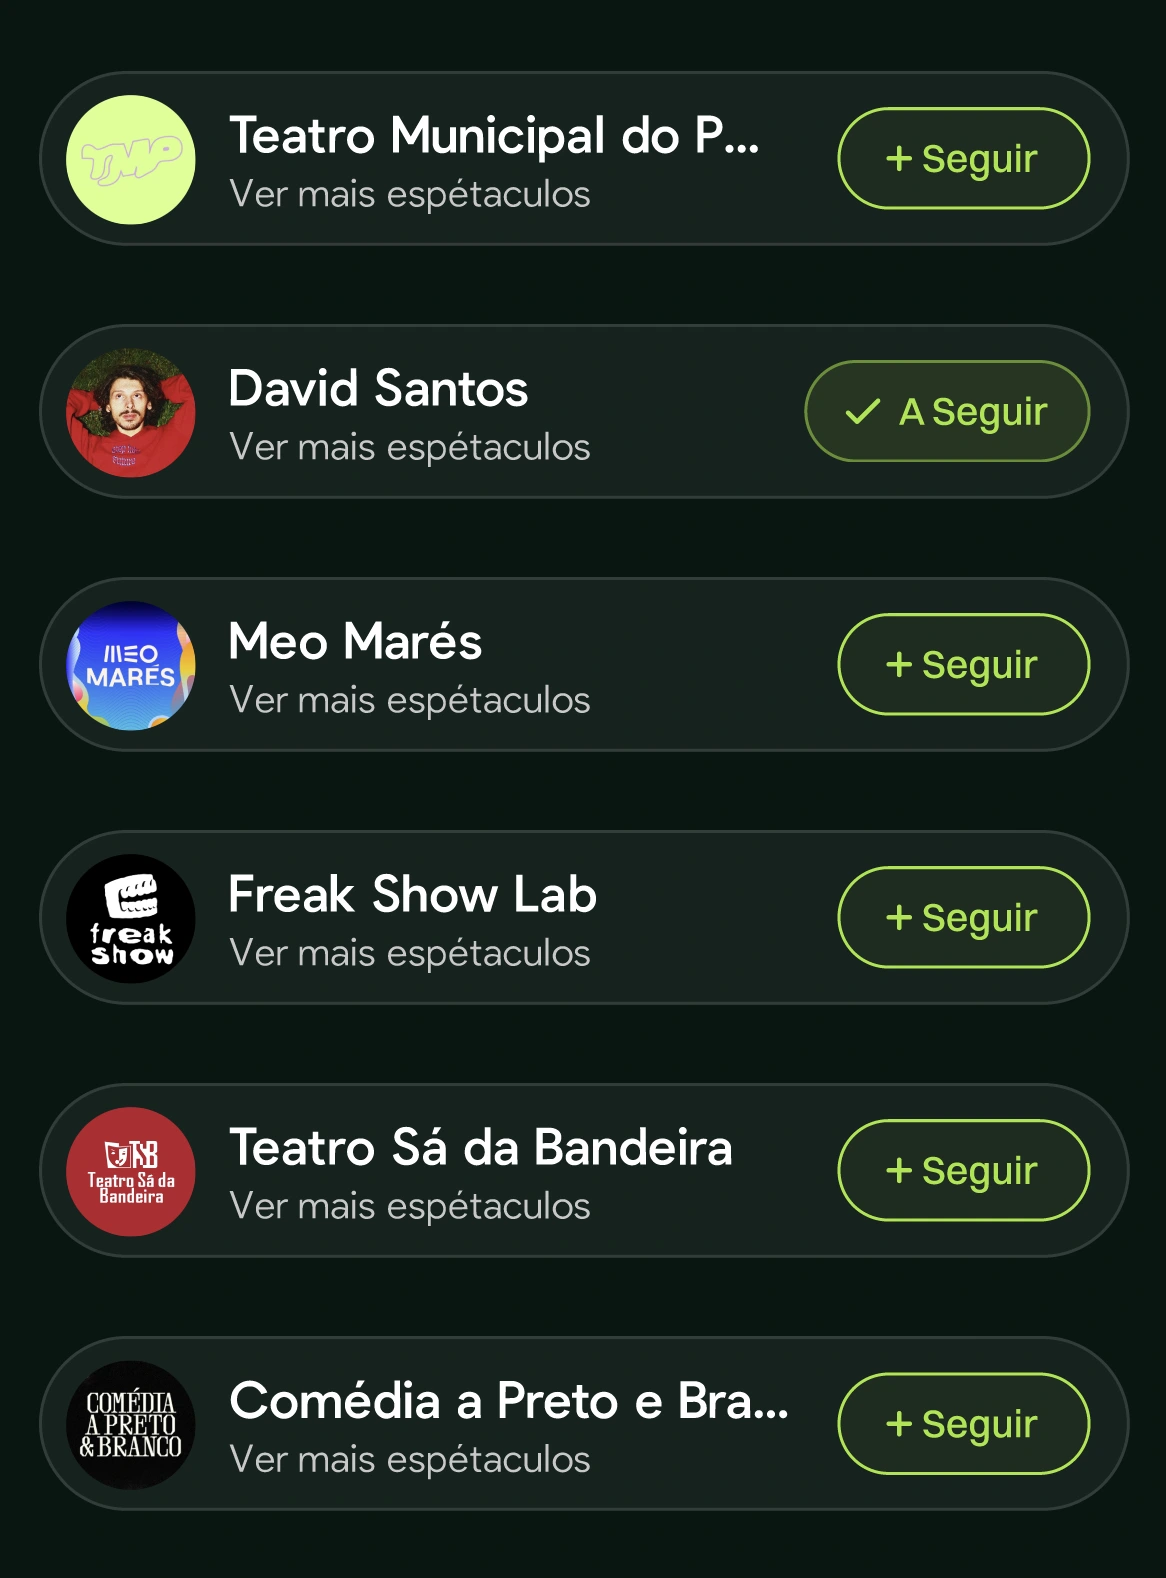 TMP
Teatro Municipal do P...
Ver mais espétaculos
+ Seguir
David Santos
Ver mais espétaculos
✓ A Seguir
MEO
MARÉS
Meo Marés
Ver mais espétaculos
+ Seguir
freak
show
Freak Show Lab
Ver mais espétaculos
+ Seguir
TSB
Teatro Sá da
Bandeira
Teatro Sá da Bandeira
Ver mais espétaculos
+ Seguir
COMÉDIA
A PRETO
& BRANCO
Comédia a Preto e Bra...
Ver mais espétaculos
+ Seguir